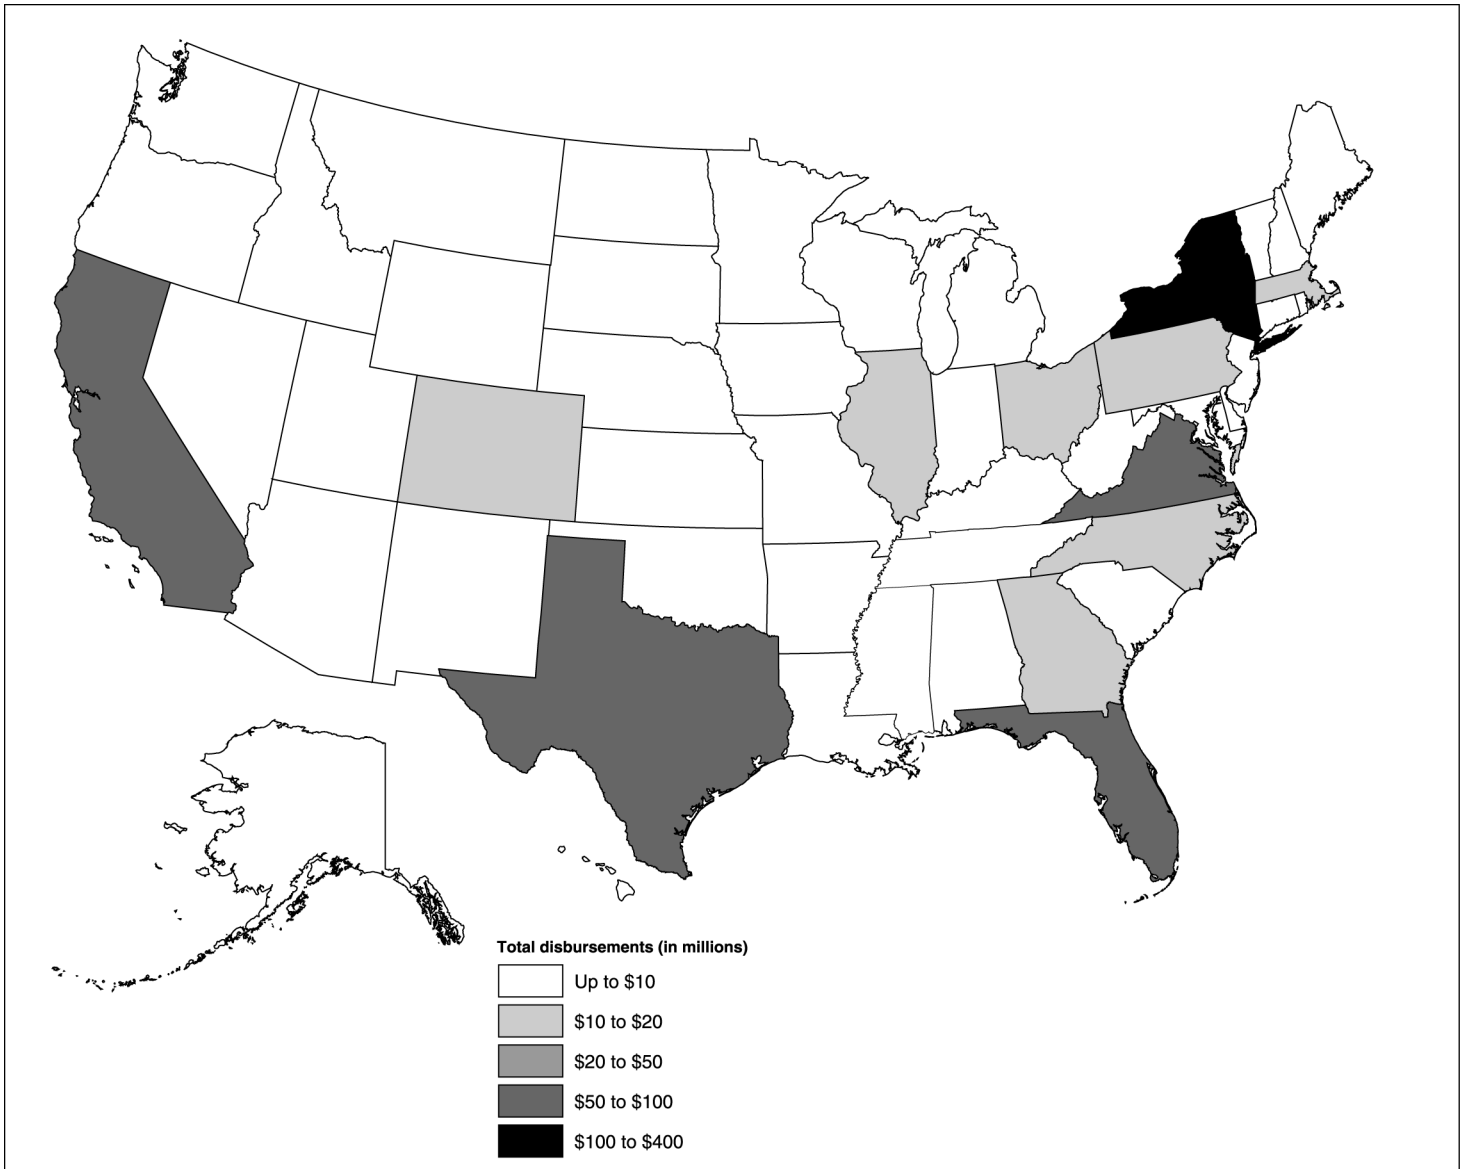 Total disbursements (in millions)
Up to $10
$10 to $20
$20 to $50
$50 to $100
$100 to $400